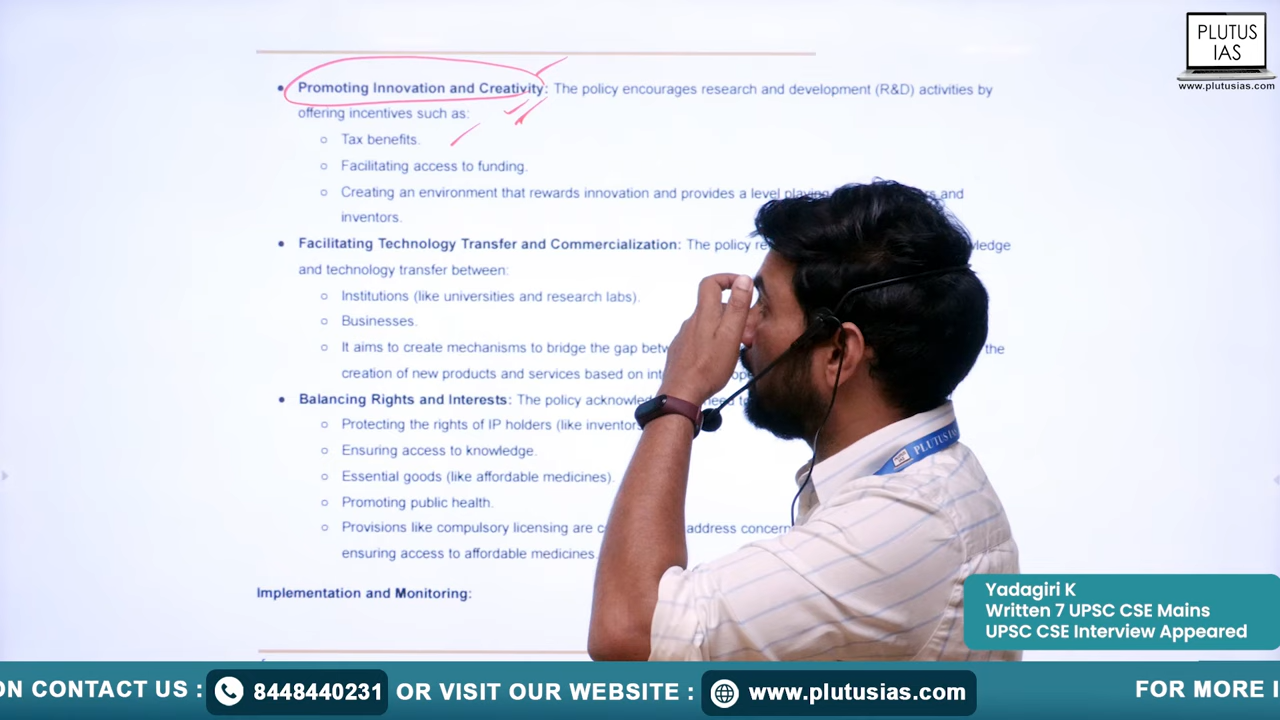 PLUTUS
IAS
www.plutusias.com
• Promoting Innovation and Creativity: The policy encourages research and development (R&D) activities by
offering incentives such as:
○ Tax benefits.
○ Facilitating access to funding.
○ Creating an environment that rewards innovation and provides a level and
inventors.
• Facilitating Technology Transfer and Commercialization: The policy
and technology transfer between:
○ Institutions (like universities and research labs).
○ Businesses.
○ It aims to create mechanisms to bridge the gap the
creation of new products and services based on
• Balancing Rights and Interests: The policy
○ Protecting the rights of IP holders (like
○ Ensuring access to knowledge.
○ Essential goods (like affordable medicines).
○ Promoting public health.
○ Provisions like compulsory licensing are address
ensuring access to affordable medicines
Implementation and Monitoring:
PLUTUS
Yadagiri K
Written 7 UPSC CSE Mains
UPSC CSE Interview Appeared
ON CONTACT US : 8448440231 OR VISIT OUR WEBSITE : www.plutusias.com FOR MORE I